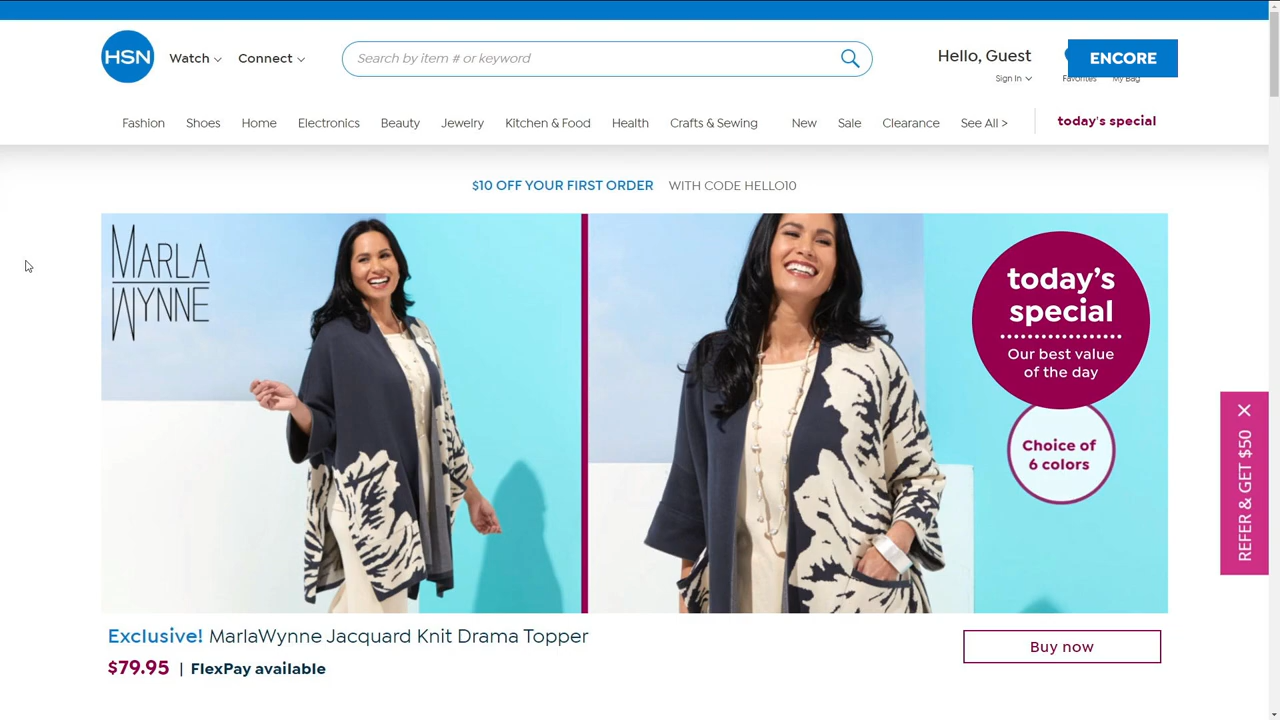 HSN
Watch
Connect
Search by item # or keyword
Hello, Guest
Sign In
ENCORE
Favorites
My Bag
Fashion
Shoes
Home
Electronics
Beauty
Jewelry
Kitchen & Food
Health
Crafts & Sewing
New
Sale
Clearance
See All >
today's special
$10 OFF YOUR FIRST ORDER WITH CODE HELLO10
MARLA
WYNNE
today's
special
Our best value
of the day
Choice of
6 colors
REFER & GET $50
Exclusive! MarlaWynne Jacquard Knit Drama Topper
$79.95 | FlexPay available
Buy now